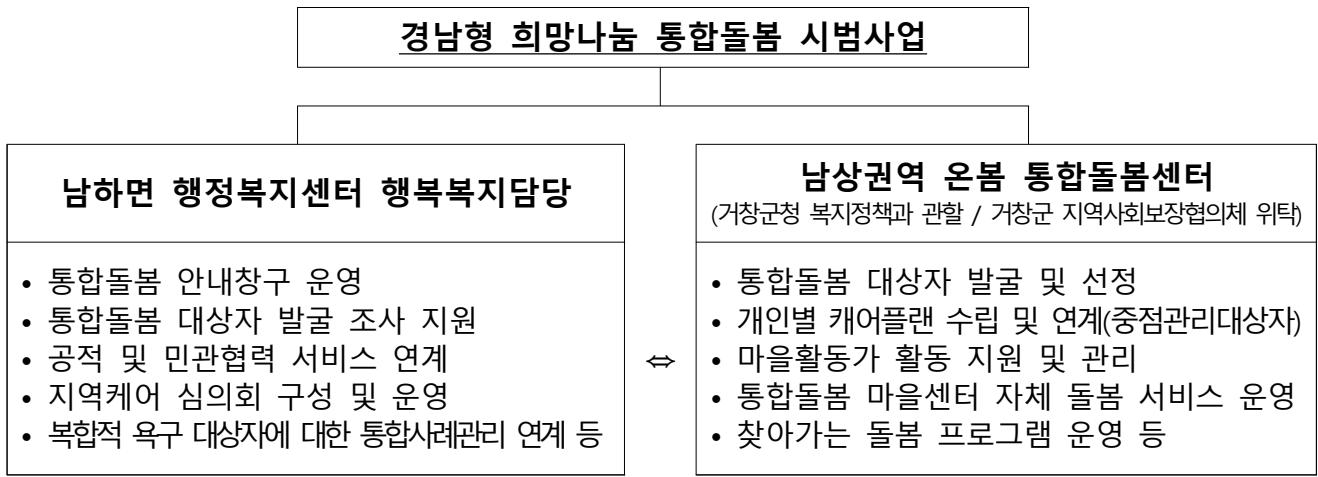 경남형 희망나눔 통합돌봄 시범사업
남하면 행정복지센터 행복복지담당
• 통합돌봄 안내창구 운영
• 통합돌봄 대상자 발굴 조사 지원
• 공적 및 민관협력 서비스 연계
• 지역케어 심의회 구성 및 운영
• 복합적 욕구 대상자에 대한 통합사례관리 연계 등
⇔
남상권역 온봄 통합돌봄센터
(거창군청 복지정책과 관할 / 거창군 지역사회보장협의체 위탁)
• 통합돌봄 대상자 발굴 및 선정
• 개인별 캐어플랜 수립 및 연계(중점관리대상자)
• 마을활동가 활동 지원 및 관리
• 통합돌봄 마을센터 자체 돌봄 서비스 운영
• 찾아가는 돌봄 프로그램 운영 등